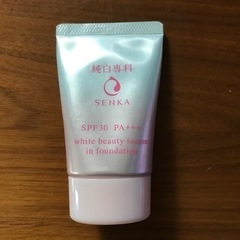 純白専科
SENKA
SPF30 PA+++
white beauty serum
in foundation